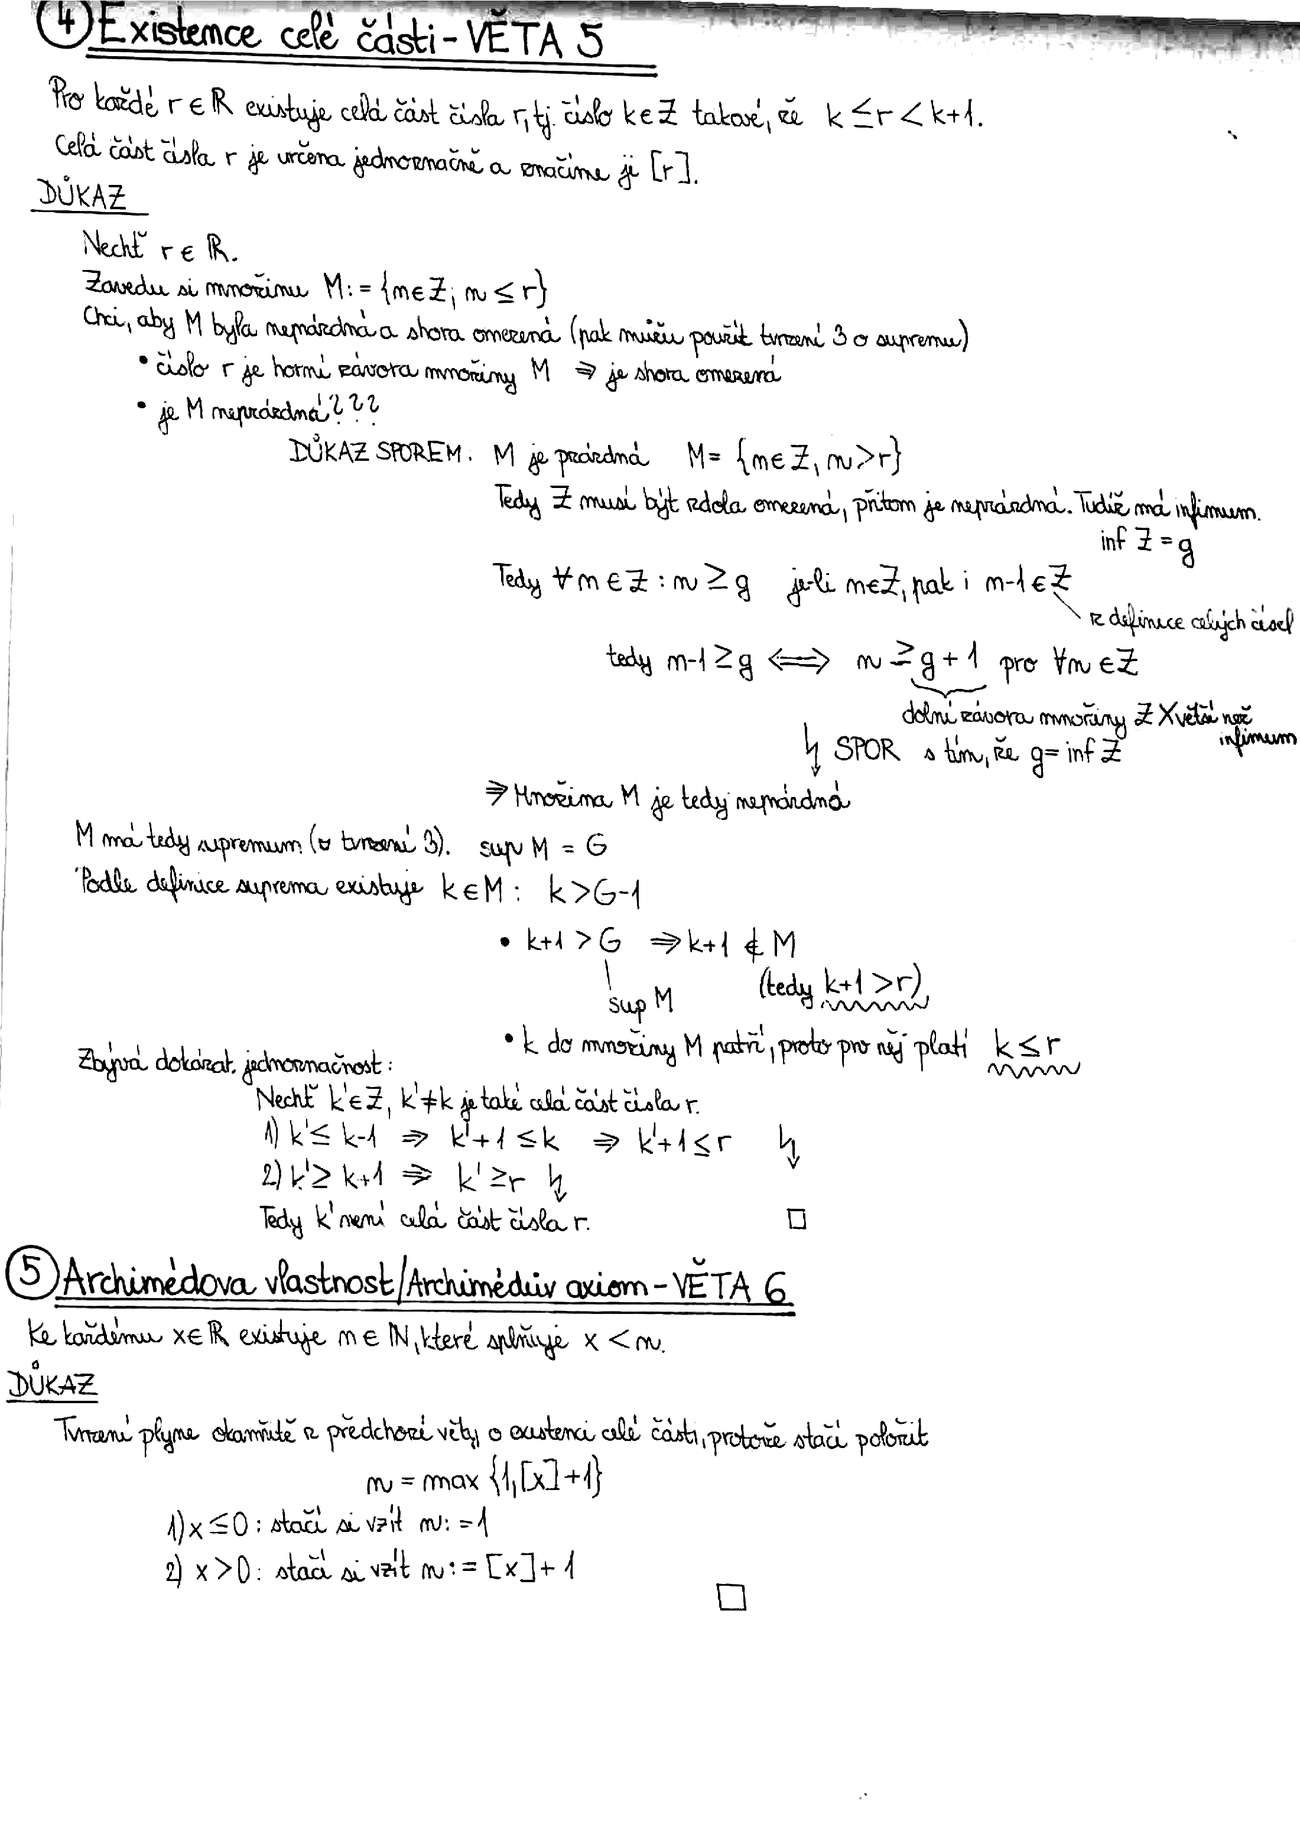 ④ Existence celé části - VĚTA 5
Pro každé r ∈ ℝ existuje celá část čísla r, tj. číslo k ∈ ℤ takové, že k ≤ r < k+1.
Celá část čísla r je určena jednoznačně a značíme ji [r].
DŮKAZ
Nechť r ∈ ℝ.
Zavedu si množinu M := {n ∈ ℤ; n ≤ r}
Chci, aby M byla neprázdná a shora omezená (pak můžu použít tvrzení 3 o supremu)
• číslo r je horní závora množiny M ⇒ je shora omezená
• je M neprázdná???
DŮKAZ SPOREM. M je prázdná M = {n ∈ ℤ, n > r}
Tedy ℤ musí být zdola omezená, přitom je neprázdná. Tudíž má infimum.
inf ℤ = g
Tedy ∀n ∈ ℤ : n ≥ g je-li n ∈ ℤ, pak i n-1 ∈ ℤ
z definice celých čísel
tedy n-1 ≥ g ⟺ n ≥ g + 1 pro ∀n ∈ ℤ
dolní závora množiny ℤ X větší než
infimum
↯ SPOR s tím, že g = inf ℤ
⇒ Množina M je tedy neprázdná
M má tedy supremum (z tvrzení 3). sup M = G
Podle definice suprema existuje k ∈ M : k > G-1
• k+1 > G ⇒ k+1 ∉ M
(tedy k+1 > r)
sup M
• k do množiny M patří, proto pro něj platí k ≤ r
Zbývá dokázat jednoznačnost:
Nechť k' ∈ ℤ, k' ≠ k je také celá část čísla r.
1) k' ≤ k-1 ⇒ k'+1 ≤ k ⇒ k'+1 ≤ r ↯
2) k' ≥ k+1 ⇒ k' ≥ r ↯
Tedy k' není celá část čísla r. □
⑤ Archimédova vlastnost/Archimédův axiom - VĚTA 6
Ke každému x ∈ ℝ existuje n ∈ ℕ, které splňuje x < n.
DŮKAZ
Tvrzení plyne okamžitě z předchozí věty o existenci celé části, protože stačí položit
n = max {1, [x] + 1}
1) x ≤ 0 : stačí si vzít n := 1
2) x > 0 : stačí si vzít n := [x] + 1
□